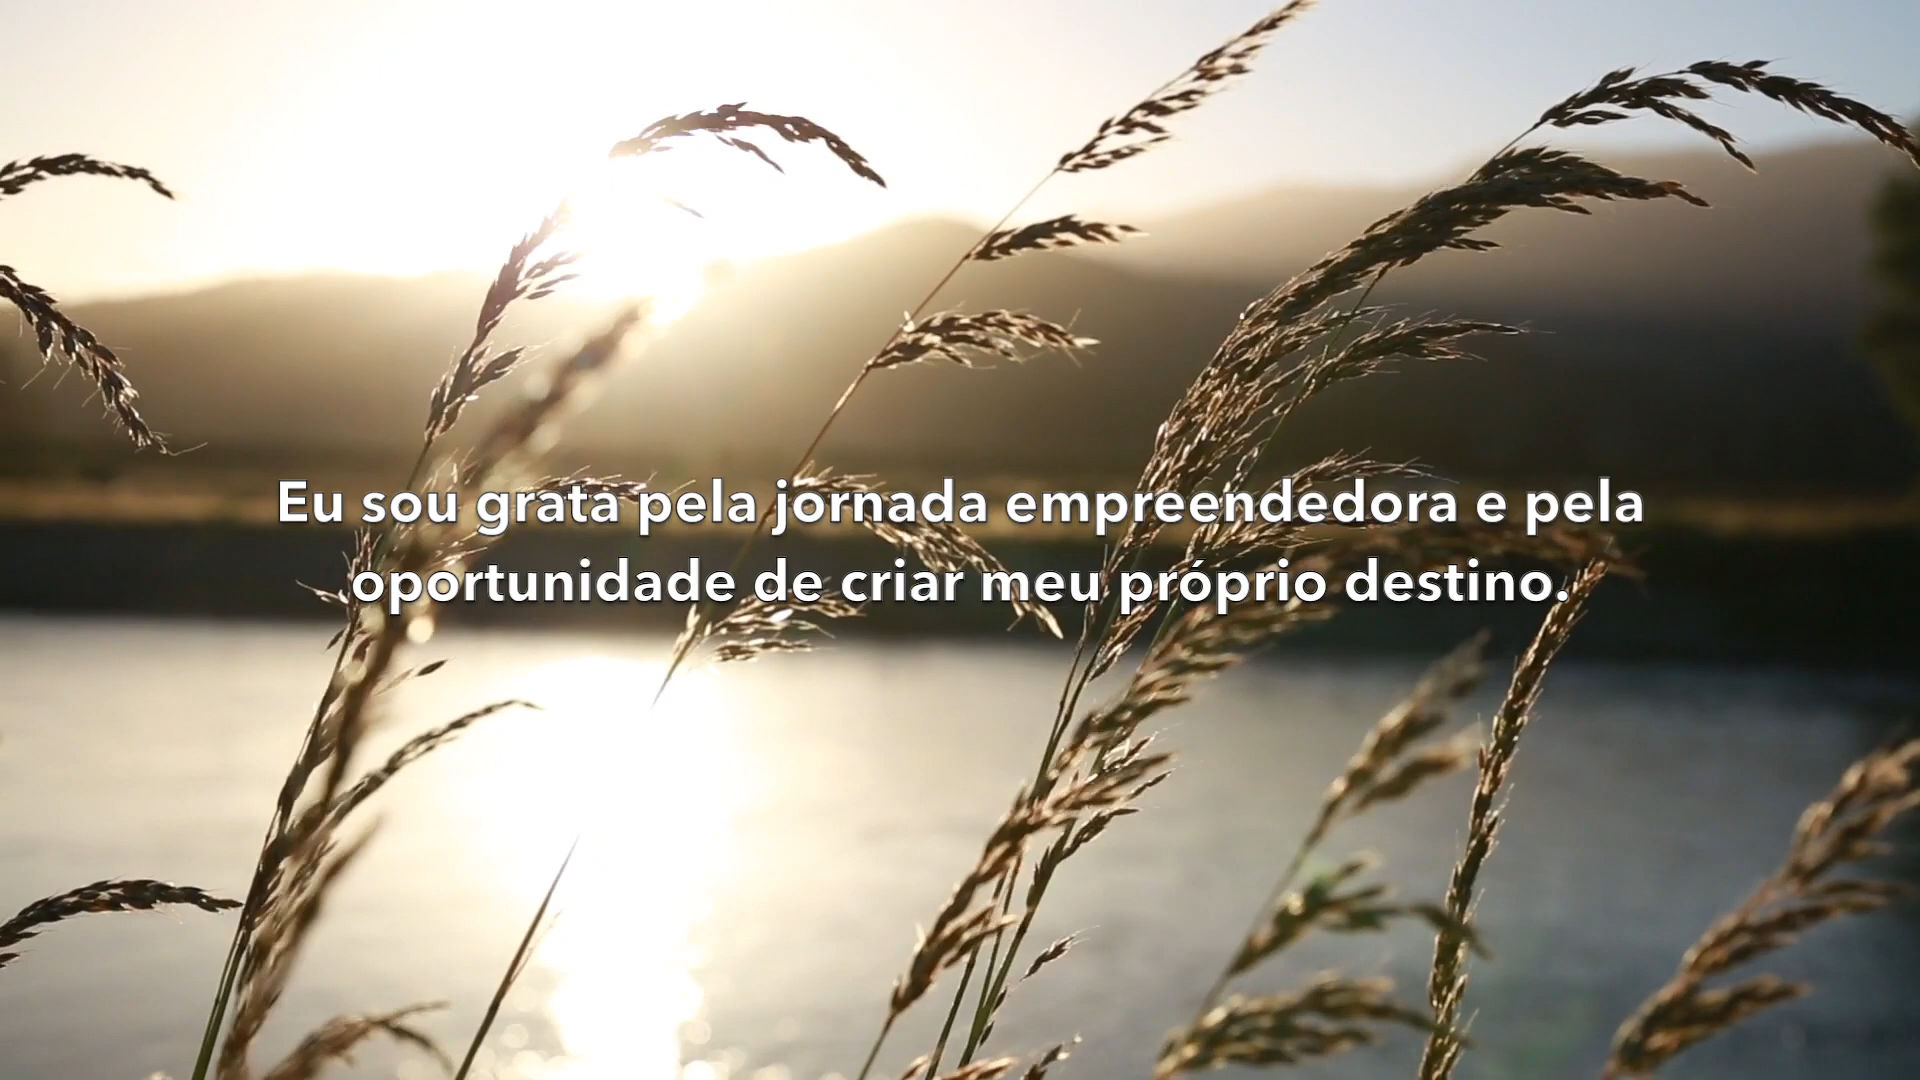 Eu sou grata pela jornada empreendedora e pela
oportunidade de criar meu próprio destino.